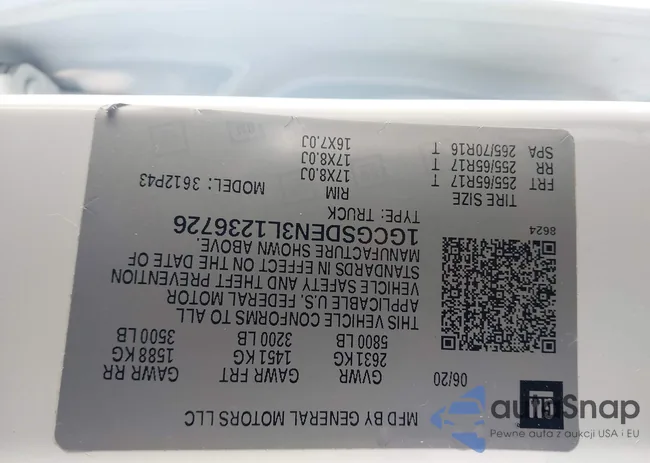 MFD BY GENERAL MOTORS LLC
GM
06/20
GVWR GAWR FRT GAWR RR
2631 KG 1451 KG 1588 KG
5800 LB 3200 LB 3500 LB
THIS VEHICLE CONFORMS TO ALL
APPLICABLE U.S. FEDERAL MOTOR
VEHICLE SAFETY AND THEFT PREVENTION
STANDARDS IN EFFECT ON THE DATE OF
MANUFACTURE SHOWN ABOVE.
1GCGSDEN3L1236726
TYPE: TRUCK
MODEL: 3612P43
8624
TIRE SIZE RIM
FRT 255/65R17 T 17X8.0J
RR 255/65R17 T 17X8.0J
SPA 265/70R16 T 16X7.0J
autoSnap
Pewne auta z aukcji USA i EU